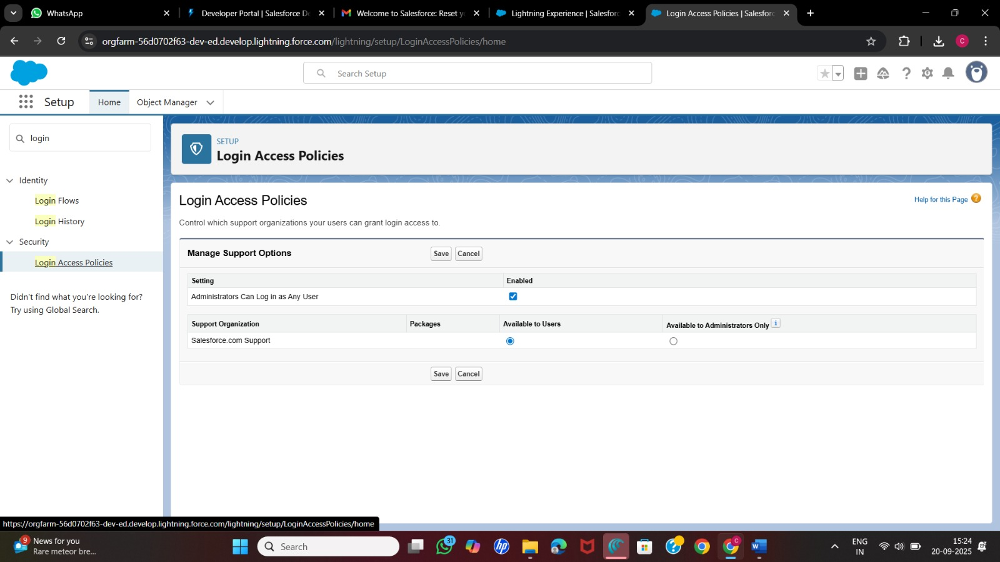 WhatsApp
Developer Portal | Salesforce De
Welcome to Salesforce: Reset y
Lightning Experience | Salesforc
Login Access Policies | Salesforc
orgfarm-56d0702f63-dev-ed.develop.lightning.force.com/lightning/setup/LoginAccessPolicies/home
C
Search Setup
Setup
Home
Object Manager
login
SETUP
Login Access Policies
Identity
Login Flows
Login History
Security
Login Access Policies
Didn't find what you're looking for?
Try using Global Search.
Login Access Policies
Help for this Page ?
Control which support organizations your users can grant login access to.
Manage Support Options
Save
Cancel
Setting
Enabled
Administrators Can Log in as Any User
Support Organization
Packages
Available to Users
Available to Administrators Only i
Salesforce.com Support
Save
Cancel
https://orgfarm-56d0702f63-dev-ed.develop.lightning.force.com/lightning/setup/LoginAccessPolicies/home
9
News for you
Rare meteor bre...
Search
31
hp
C
W
ENG
IN
15:24
20-09-2025